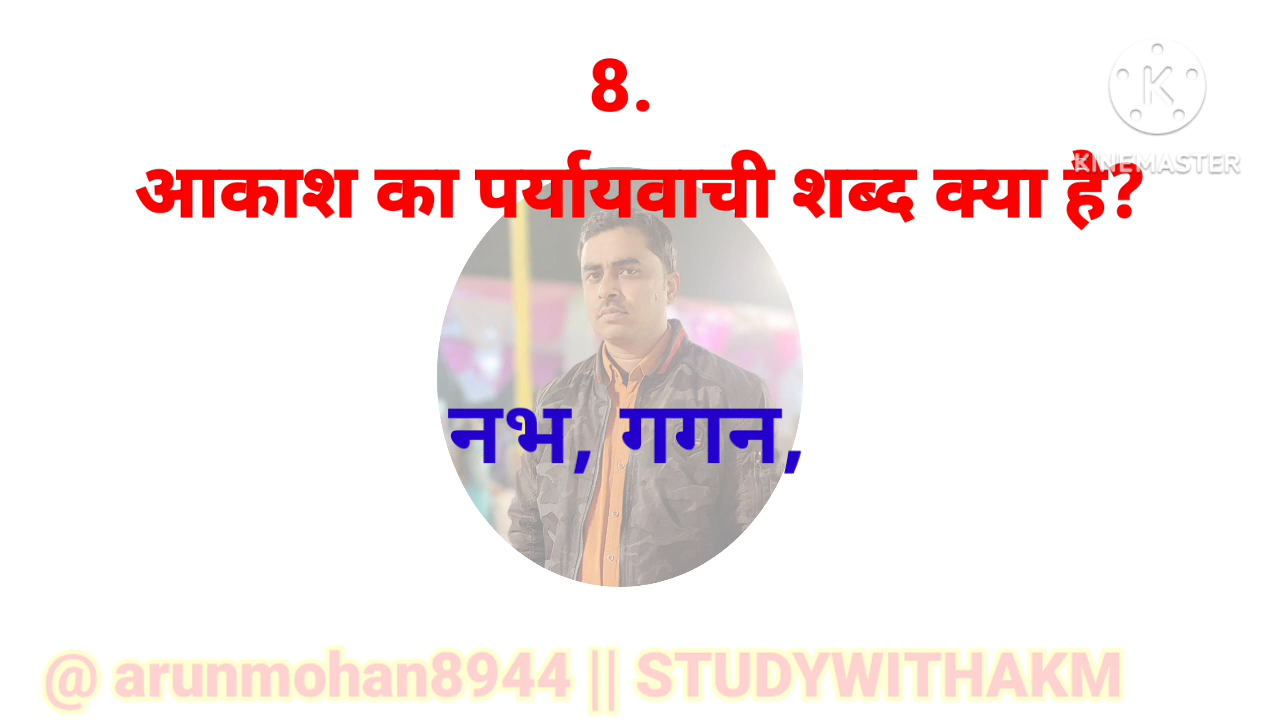 8.
आकाश का पर्यायवाची शब्द क्या है?
KINEMASTER
नभ, गगन,
@ arunmohan8944 || STUDYWITHAKM